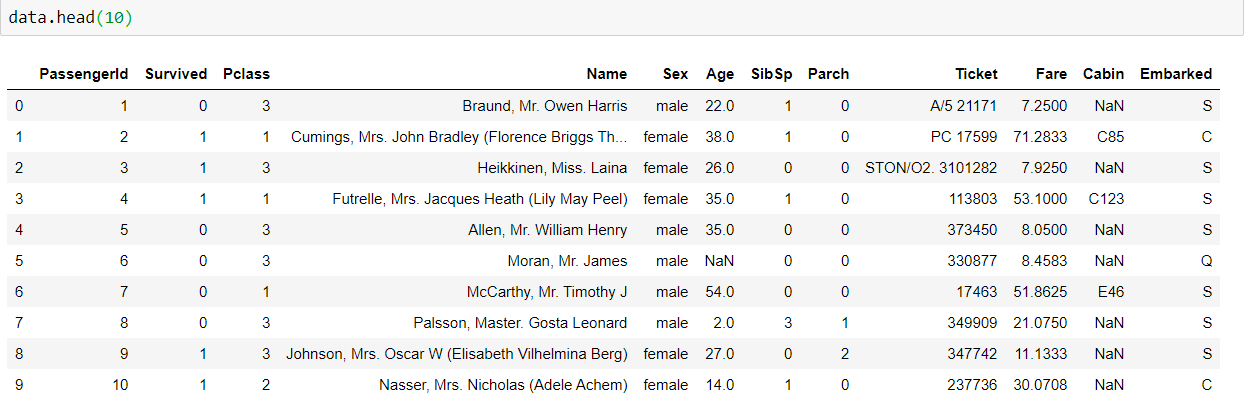 data.head(10)
PassengerId Survived Pclass Name Sex Age SibSp Parch Ticket Fare Cabin Embarked
0 1 0 3 Braund, Mr. Owen Harris male 22.0 1 0 A/5 21171 7.2500 NaN S
1 2 1 1 Cumings, Mrs. John Bradley (Florence Briggs Th... female 38.0 1 0 PC 17599 71.2833 C85 C
2 3 1 3 Heikkinen, Miss. Laina female 26.0 0 0 STON/O2. 3101282 7.9250 NaN S
3 4 1 1 Futrelle, Mrs. Jacques Heath (Lily May Peel) female 35.0 1 0 113803 53.1000 C123 S
4 5 0 3 Allen, Mr. William Henry male 35.0 0 0 373450 8.0500 NaN S
5 6 0 3 Moran, Mr. James male NaN 0 0 330877 8.4583 NaN Q
6 7 0 1 McCarthy, Mr. Timothy J male 54.0 0 0 17463 51.8625 E46 S
7 8 0 3 Palsson, Master. Gosta Leonard male 2.0 3 1 349909 21.0750 NaN S
8 9 1 3 Johnson, Mrs. Oscar W (Elisabeth Vilhelmina Berg) female 27.0 0 2 347742 11.1333 NaN S
9 10 1 2 Nasser, Mrs. Nicholas (Adele Achem) female 14.0 1 0 237736 30.0708 NaN C